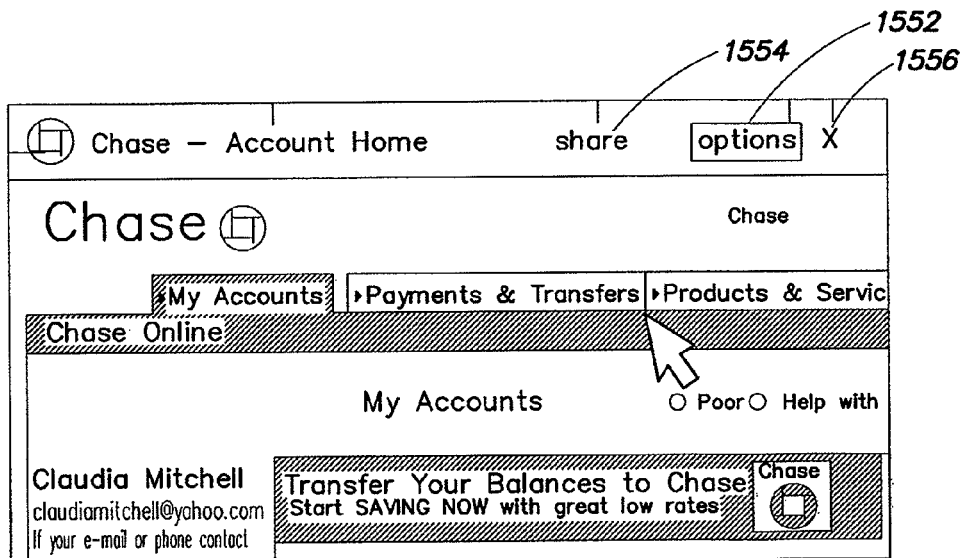 1552
1554
1556
Chase — Account Home share options X
Chase Chase
My Accounts Payments & Transfers Products & Servic
Chase Online
My Accounts Poor Help with
Claudia Mitchell
claudiamitchell@yahoo.com
If your e-mail or phone contact
Transfer Your Balances to Chase
Start SAVING NOW with great low rates
Chase